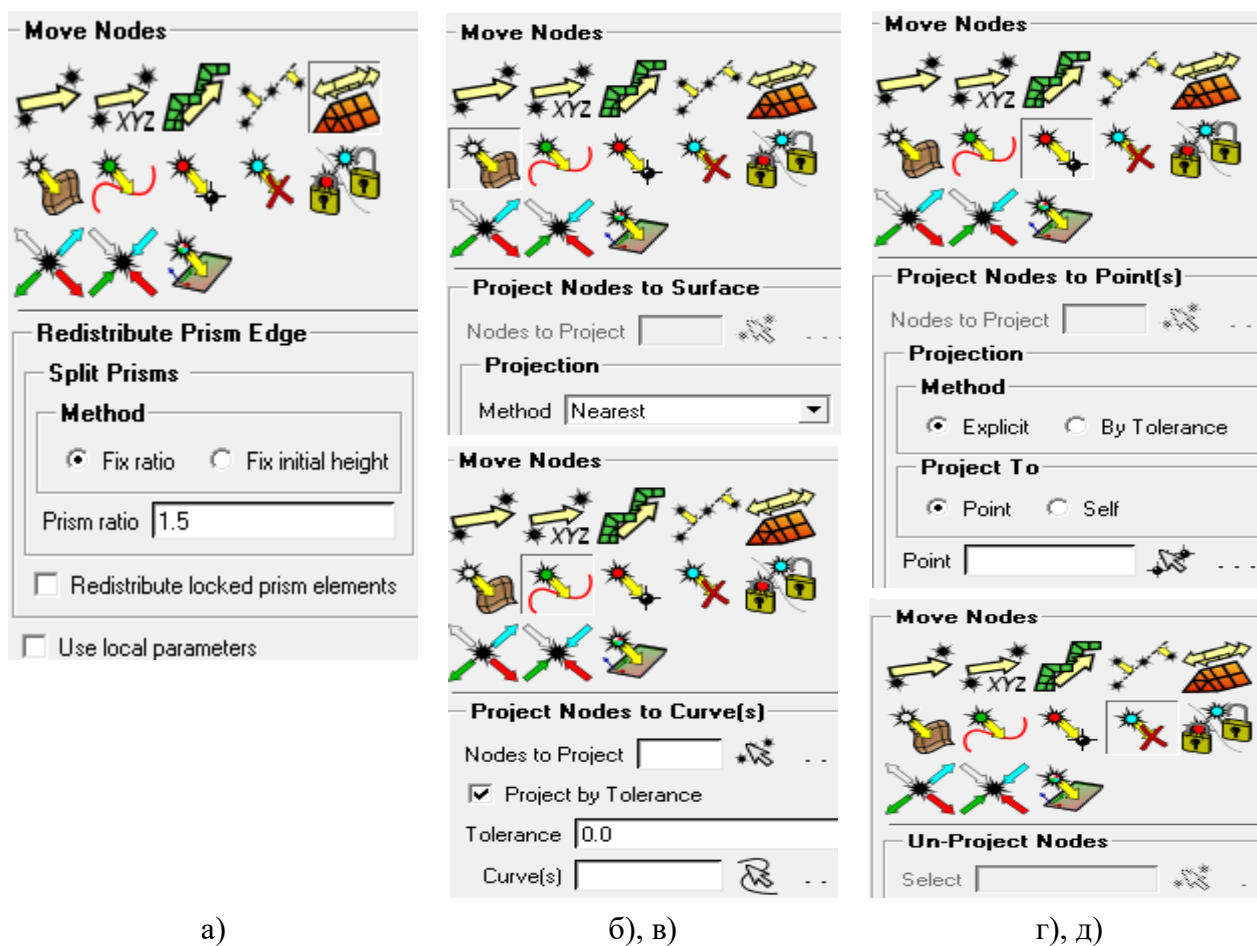 Move Nodes
XYZ
Redistribute Prism Edge
Split Prisms
Method
Fix ratio Fix initial height
Prism ratio 1.5
Redistribute locked prism elements
Use local parameters
Move Nodes
XYZ
Project Nodes to Surface
Nodes to Project ...
Projection
Method Nearest
Move Nodes
XYZ
Project Nodes to Curve(s)
Nodes to Project ..
Project by Tolerance
Tolerance 0.0
Curve(s) ..
Move Nodes
XYZ
Project Nodes to Point(s)
Nodes to Project ..
Projection
Method
Explicit By Tolerance
Project To
Point Self
Point ...
Move Nodes
XYZ
Un-Project Nodes
Select ..
а) б), в) г), д)